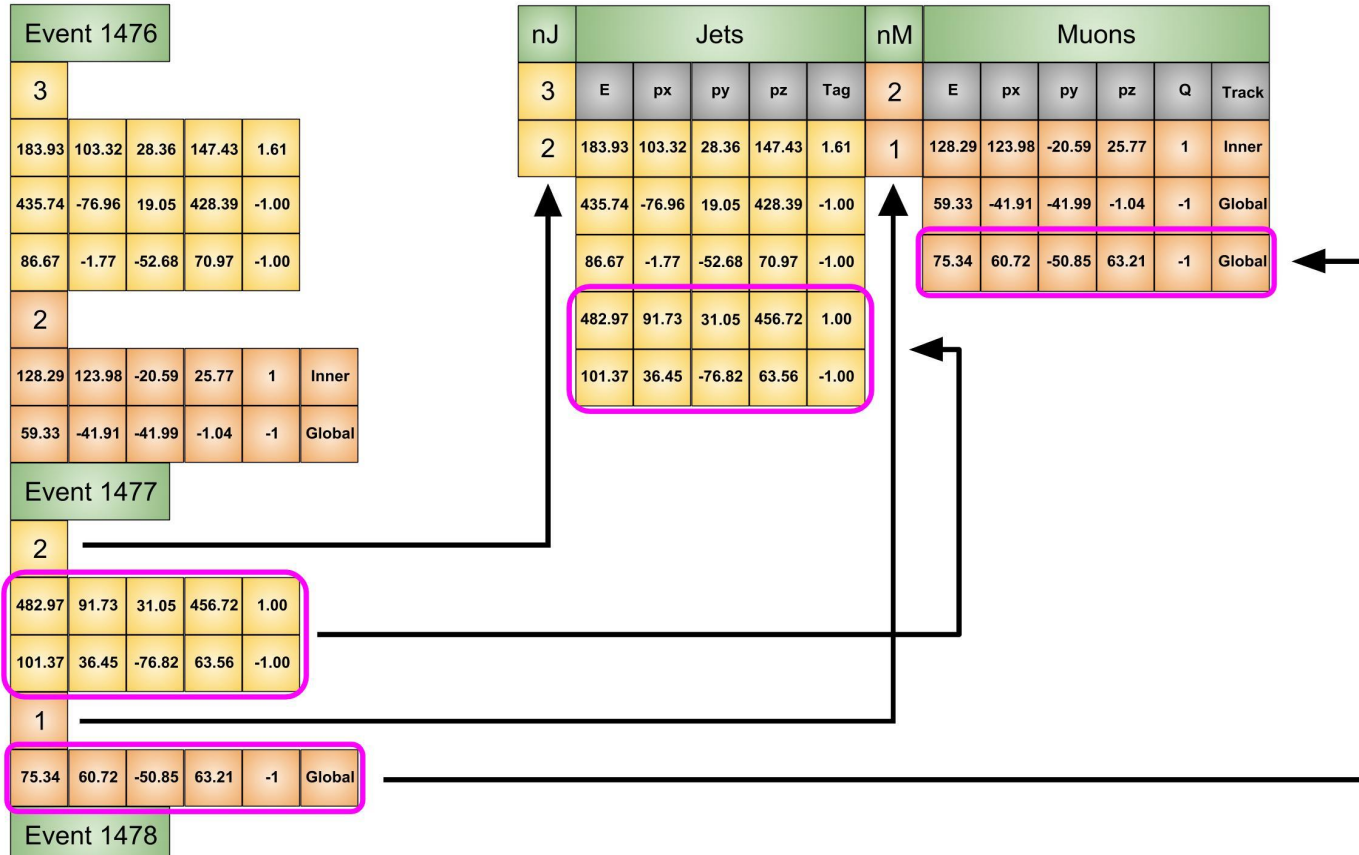 Event 1476
3
183.93 103.32 28.36 147.43 1.61
435.74 -76.96 19.05 428.39 -1.00
86.67 -1.77 -52.68 70.97 -1.00
2
128.29 123.98 -20.59 25.77 1 Inner
59.33 -41.91 -41.99 -1.04 -1 Global
Event 1477
2
482.97 91.73 31.05 456.72 1.00
101.37 36.45 -76.82 63.56 -1.00
1
75.34 60.72 -50.85 63.21 -1 Global
Event 1478
nJ Jets nM Muons
3 E px py pz Tag 2 E px py pz Q Track
2 183.93 103.32 28.36 147.43 1.61 1 128.29 123.98 -20.59 25.77 1 Inner
435.74 -76.96 19.05 428.39 -1.00 59.33 -41.91 -41.99 -1.04 -1 Global
86.67 -1.77 -52.68 70.97 -1.00 75.34 60.72 -50.85 63.21 -1 Global
482.97 91.73 31.05 456.72 1.00
101.37 36.45 -76.82 63.56 -1.00